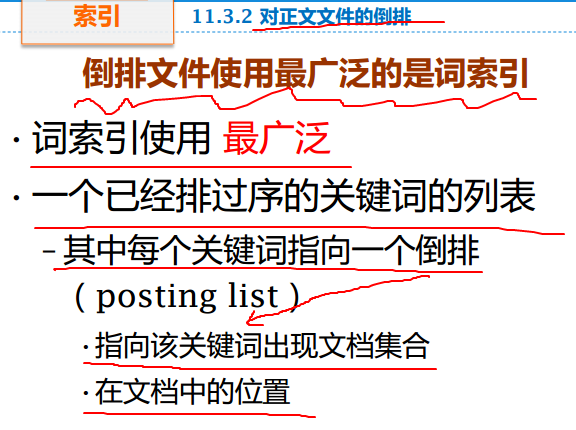 索引
11.3.2 对正文文件的倒排
倒排文件使用最广泛的是词索引
· 词索引使用 最广泛
· 一个已经排过序的关键词的列表
– 其中每个关键词指向一个倒排
( posting list )
· 指向该关键词出现文档集合
· 在文档中的位置